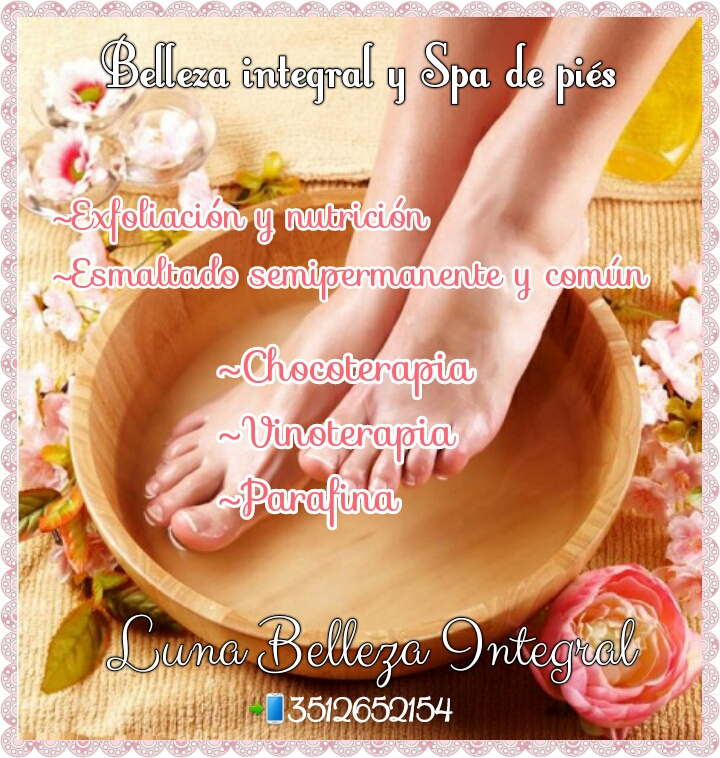 Belleza integral y Spa de piés
~Exfoliación y nutrición
~Esmaltado semipermanente y común
~Chocoterapia
~Vinoterapia
~Parafina
Luna Belleza Integral
3512652154